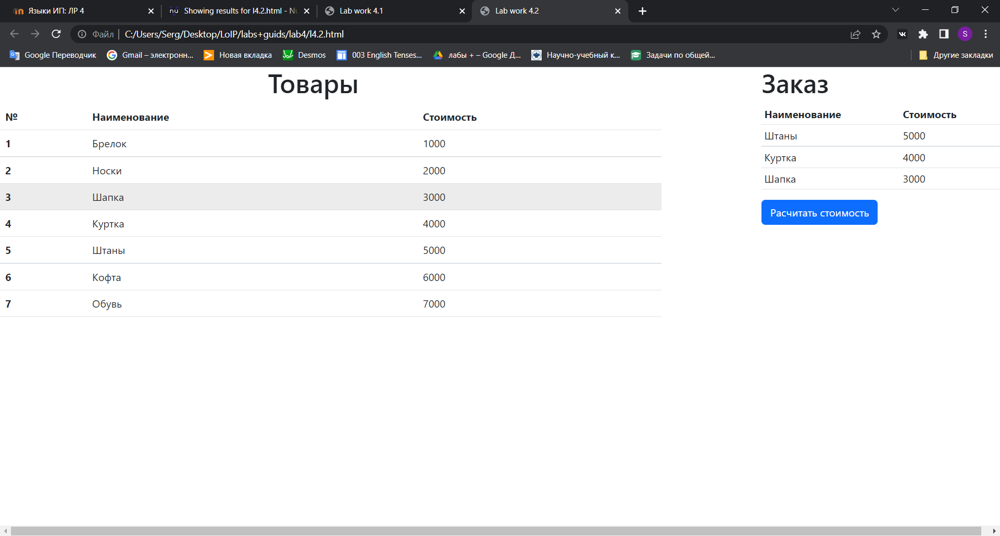 Языки ИП: ЛР 4
nu Showing results for l4.2.html - Nu
Lab work 4.1
Lab work 4.2
Файл | C:/Users/Serg/Desktop/LoIP/labs+guids/lab4/l4.2.html
S
Google Переводчик
Gmail – электронн...
Новая вкладка
Desmos
003 English Tenses...
лабы + – Google Д...
Научно-учебный к...
Задачи по общей...
Другие закладки
Товары
№ Наименование Стоимость
1 Брелок 1000
2 Носки 2000
3 Шапка 3000
4 Куртка 4000
5 Штаны 5000
6 Кофта 6000
7 Обувь 7000
Заказ
Наименование Стоимость
Штаны 5000
Куртка 4000
Шапка 3000
Расчитать стоимость